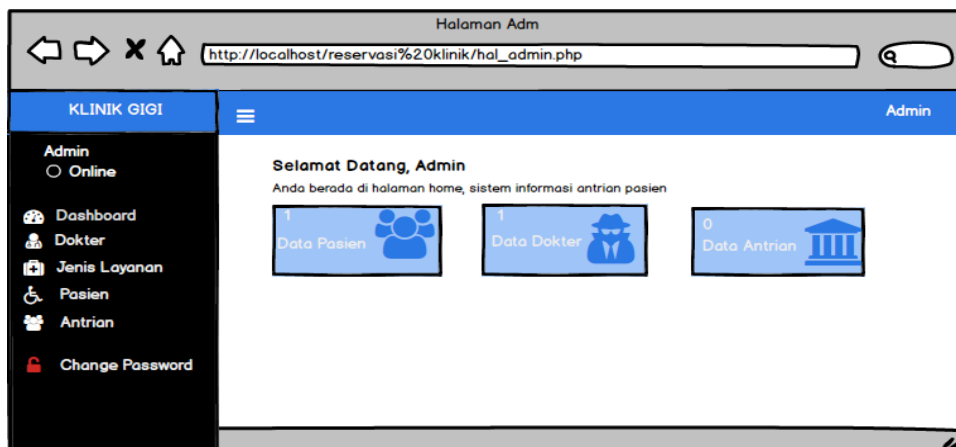 Halaman Adm
http://localhost/reservasi%20klinik/hal_admin.php
KLINIK GIGI
Admin
Admin
Online
Dashboard
Dokter
Jenis Layanan
Pasien
Antrian
Change Password
Selamat Datang, Admin
Anda berada di halaman home, sistem informasi antrian pasien
1
Data Pasien
1
Data Dokter
0
Data Antrian